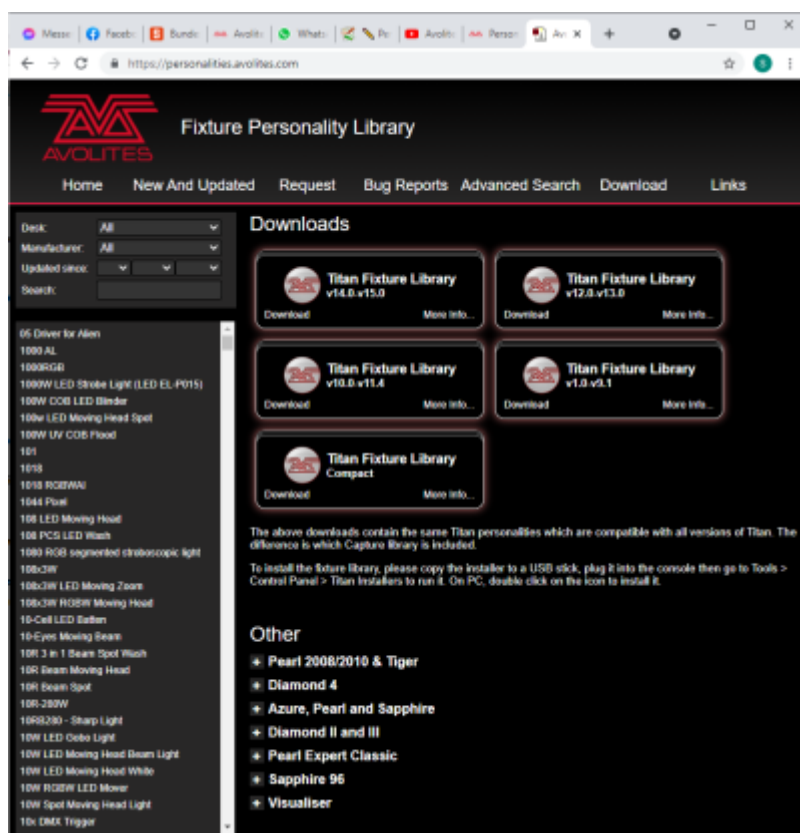 Messe
Faceb
Bundle
Avolite
Whats
Pe
Avolite
Person
Av
https://personalities.avolites.com
S
AVOLITES
Fixture Personality Library
Home
New And Updated
Request
Bug Reports
Advanced Search
Download
Links
Desk:
All
Manufacturer:
All
Updated since:
Search:
05 Driver for Alien
1000 AL
1000RGB
1000W LED Strobe Light (LED EL-P015)
100W COB LED Blinder
100w LED Moving Head Spot
100W UV COB Flood
101
1018
1018 RGBWAI
1044 Pixel
108 LED Moving Head
108 PCS LED Wash
1080 RGB segmented stroboscopic light
108x3W
108x3W LED Moving Zoom
108x3W RGBW Moving Head
10-Cell LED Batten
10-Eyes Moving Beam
10R 3 in 1 Beam Spot Wash
10R Beam Moving Head
10R Beam Spot
10R-280W
10RB280 - Sharp Light
10W LED Gobo Light
10W LED Moving Head Beam Light
10W LED Moving Head White
10W RGBW LED Mover
10W Spot Moving Head Light
10x DMX Trigger
Downloads
Titan Fixture Library
v14.0-v15.0
Download
More Info...
Titan Fixture Library
v12.0-v13.0
Download
More Info...
Titan Fixture Library
v10.0-v11.4
Download
More Info...
Titan Fixture Library
v1.0-v9.1
Download
More Info...
Titan Fixture Library
Compact
Download
More Info...
The above downloads contain the same Titan personalities which are compatible with all versions of Titan. The
difference is which Capture library is included.
To install the fixture library, please copy the installer to a USB stick, plug it into the console then go to Tools >
Control Panel > Titan Installers to run it. On PC, double click on the icon to install it.
Other
Pearl 2008/2010 & Tiger
Diamond 4
Azure, Pearl and Sapphire
Diamond II and III
Pearl Expert Classic
Sapphire 96
Visualiser